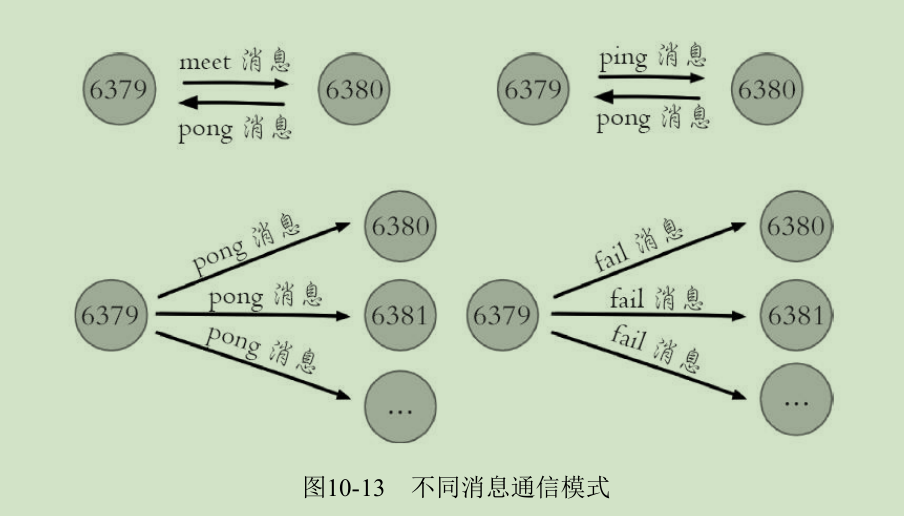 meet 消息
6379
6380
pong 消息
ping 消息
6379
6380
pong 消息
pong 消息
6380
6379
pong 消息
6381
pong 消息
...
fail 消息
6380
6379
fail 消息
6381
fail 消息
...
图10-13 不同消息通信模式